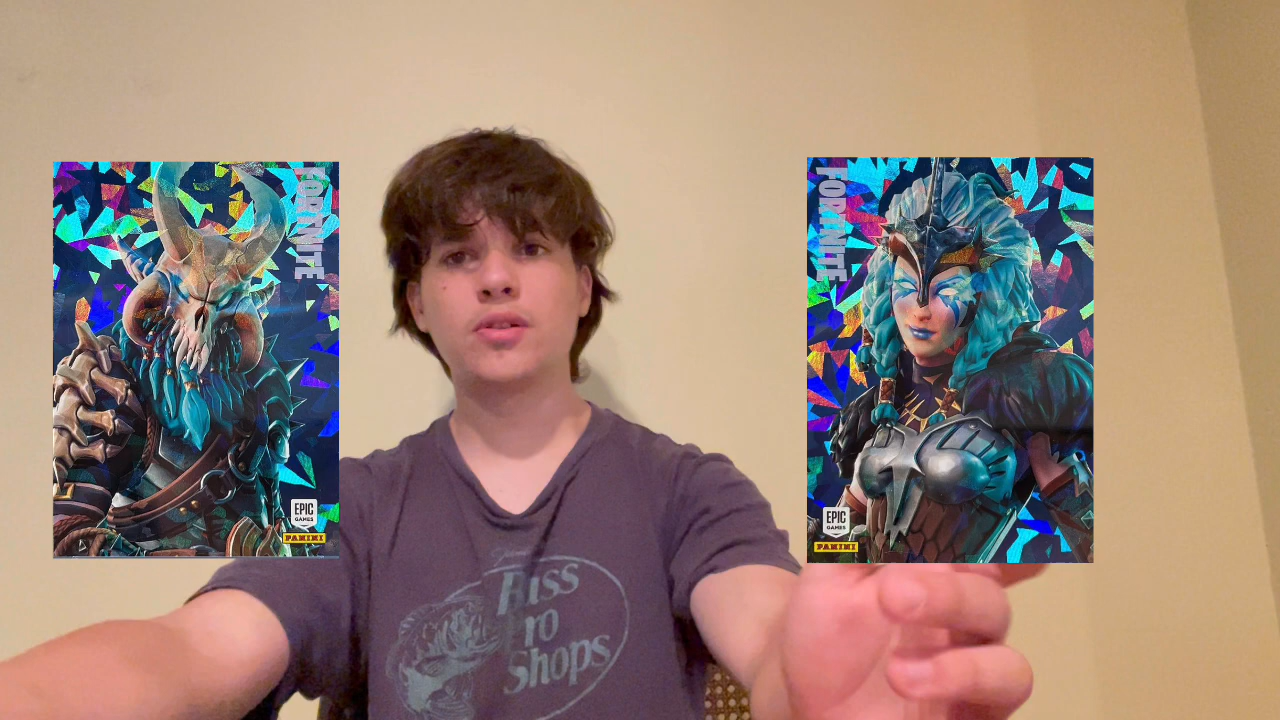 FORTNITE
EPIC
GAMES
PANINI
FORTNITE
EPIC
GAMES
PANINI
Bass
Pro
Shops